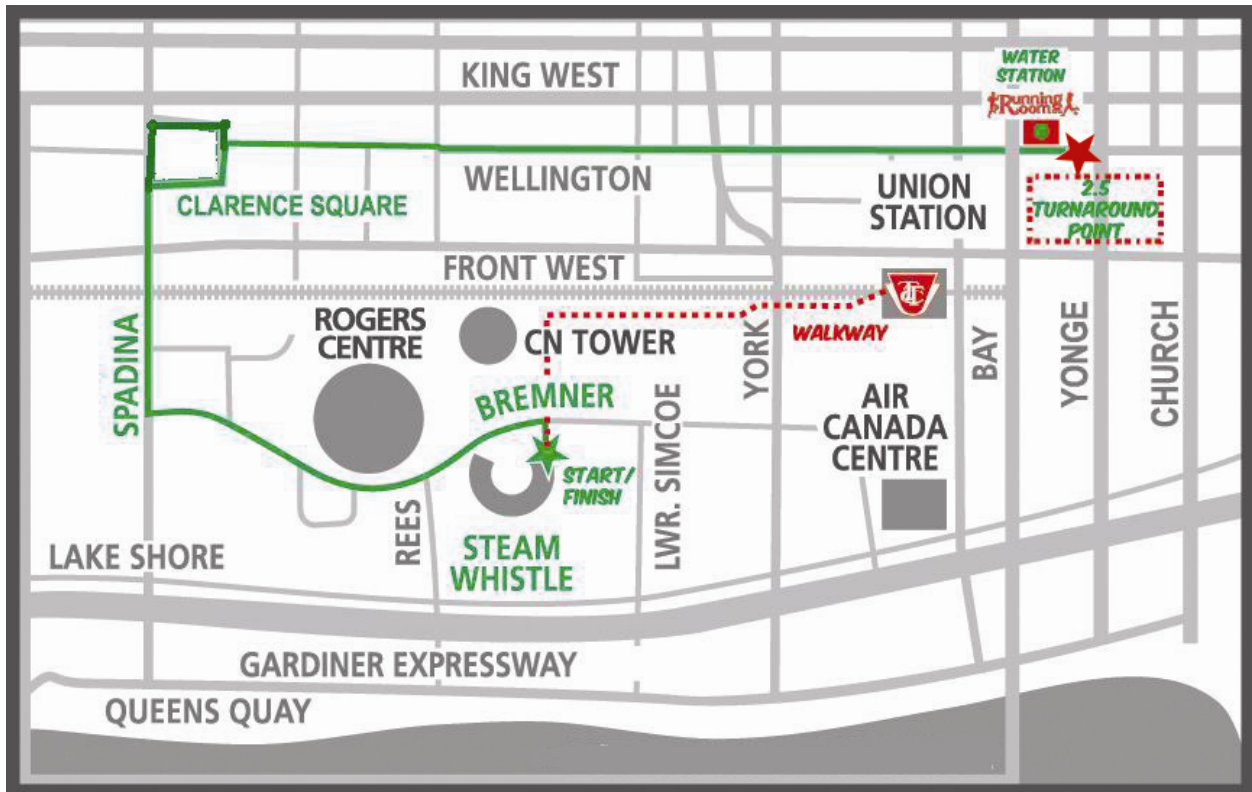 KING WEST
WATER
STATION
Running
Room
WELLINGTON
CLARENCE SQUARE
UNION
STATION
2.5
TURNAROUND
POINT
FRONT WEST
TTC
SPADINA
ROGERS
CENTRE
CN TOWER
YORK
WALKWAY
BAY
YONGE
CHURCH
BREMNER
AIR
CANADA
CENTRE
START/
FINISH
LWR. SIMCOE
REES
STEAM
WHISTLE
LAKE SHORE
GARDINER EXPRESSWAY
QUEENS QUAY